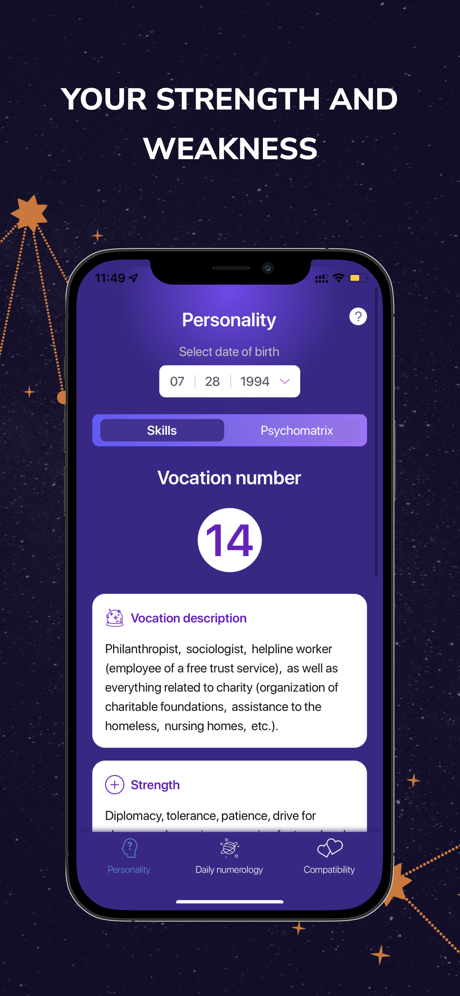 YOUR STRENGTH AND
WEAKNESS
11:49
Personality
?
Select date of birth
07 28 1994
Skills Psychomatrix
Vocation number
14
Vocation description
Philanthropist, sociologist, helpline worker
(employee of a free trust service), as well as
everything related to charity (organization of
charitable foundations, assistance to the
homeless, nursing homes, etc.).
Strength
Diplomacy, tolerance, patience, drive for
Personality Daily numerology Compatibility